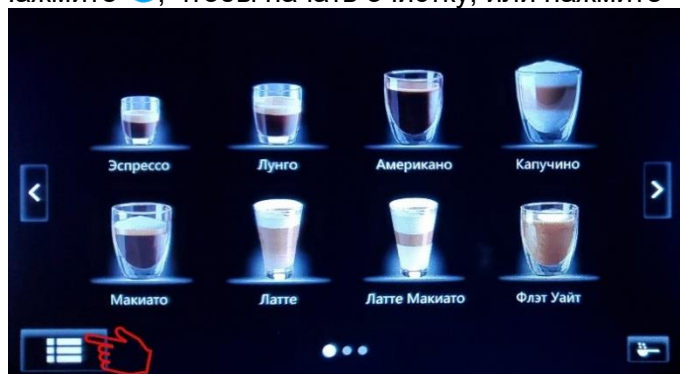 нажмите , чтобы начать очистку, или нажмите
Эспрессо Лунго Американо Капучино
Макиато Латте Латте Макиато Флэт Уайт